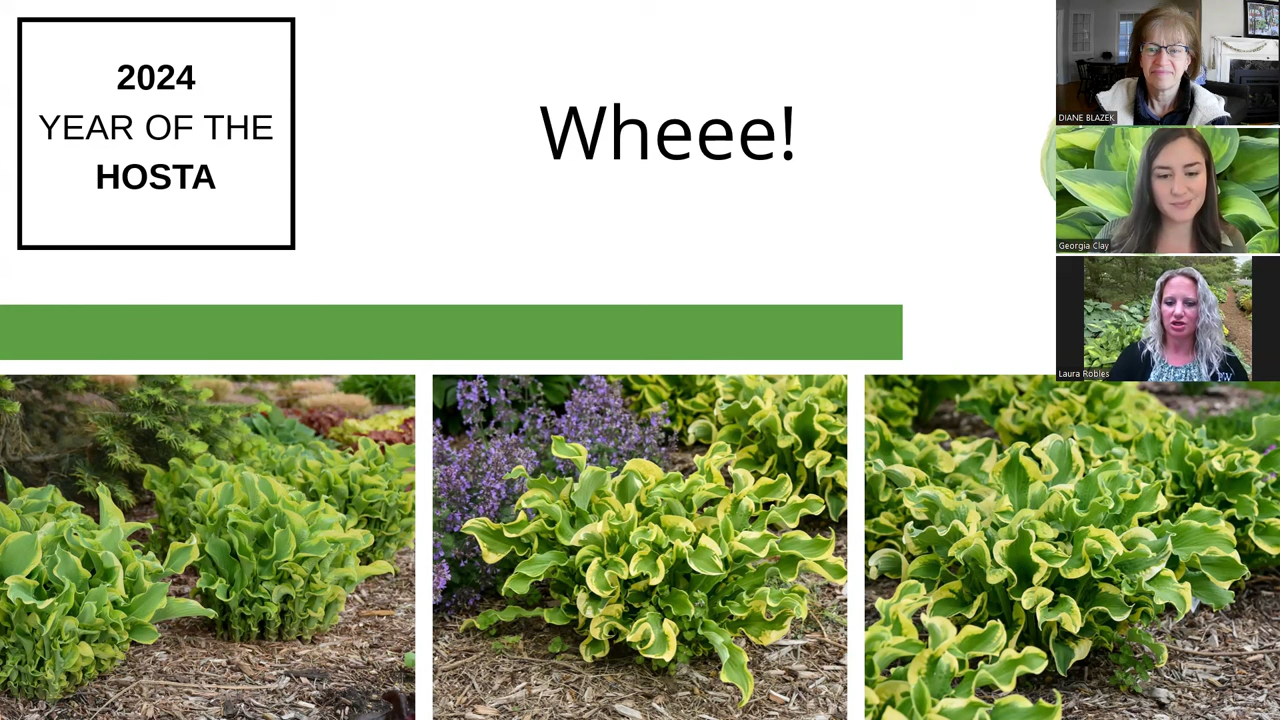 2024
YEAR OF THE
HOSTA
Wheee!
DIANE BLAZEK
Georgia Clay
Laura Robles